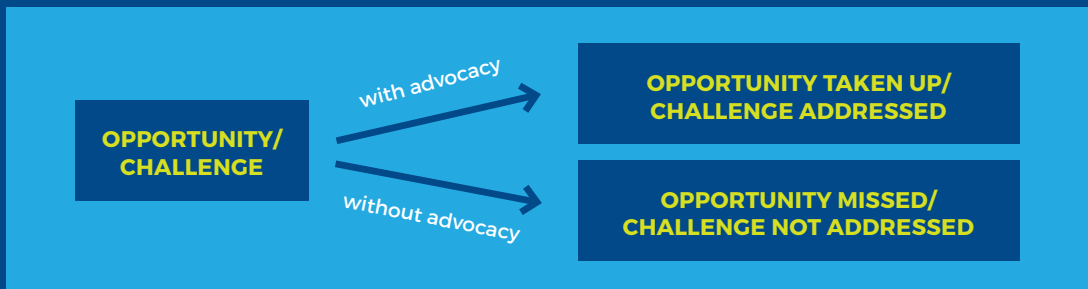 OPPORTUNITY/
CHALLENGE
with advocacy
without advocacy
OPPORTUNITY TAKEN UP/
CHALLENGE ADDRESSED
OPPORTUNITY MISSED/
CHALLENGE NOT ADDRESSED